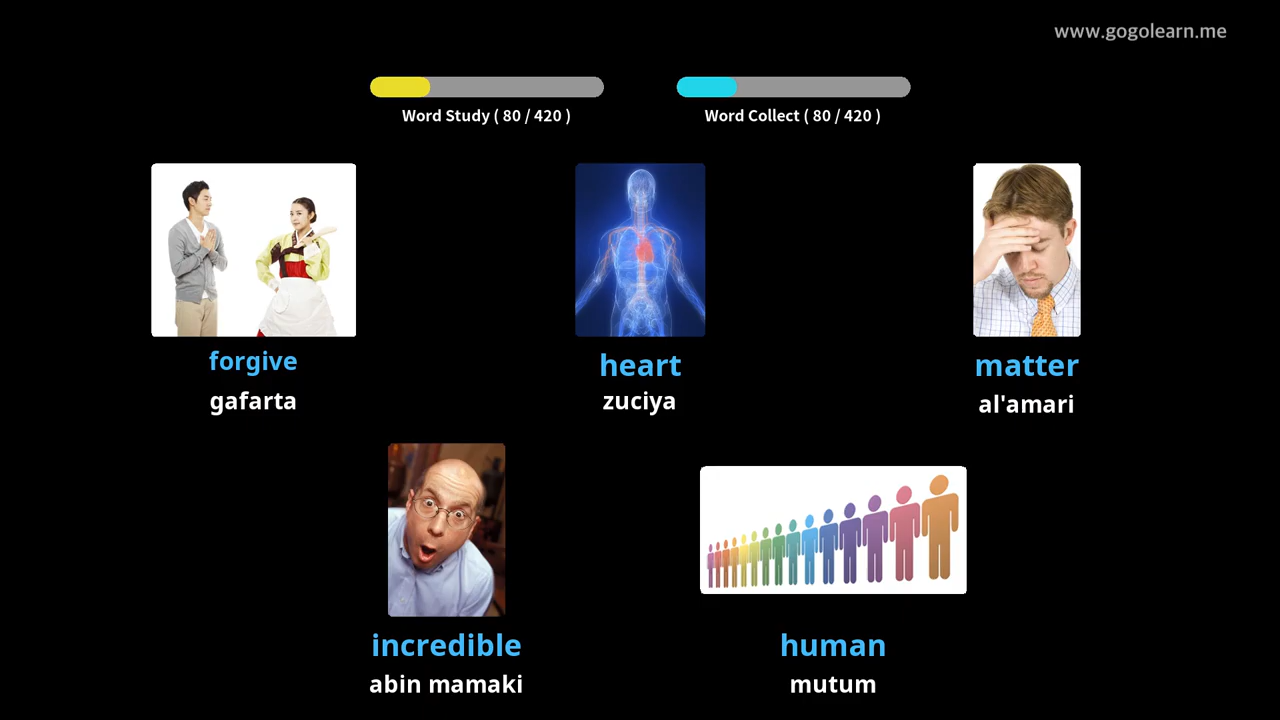 www.gogolearn.me
Word Study ( 80 / 420 )
Word Collect ( 80 / 420 )
forgive
gafarta
heart
zuciya
matter
al'amari
incredible
abin mamaki
human
mutum